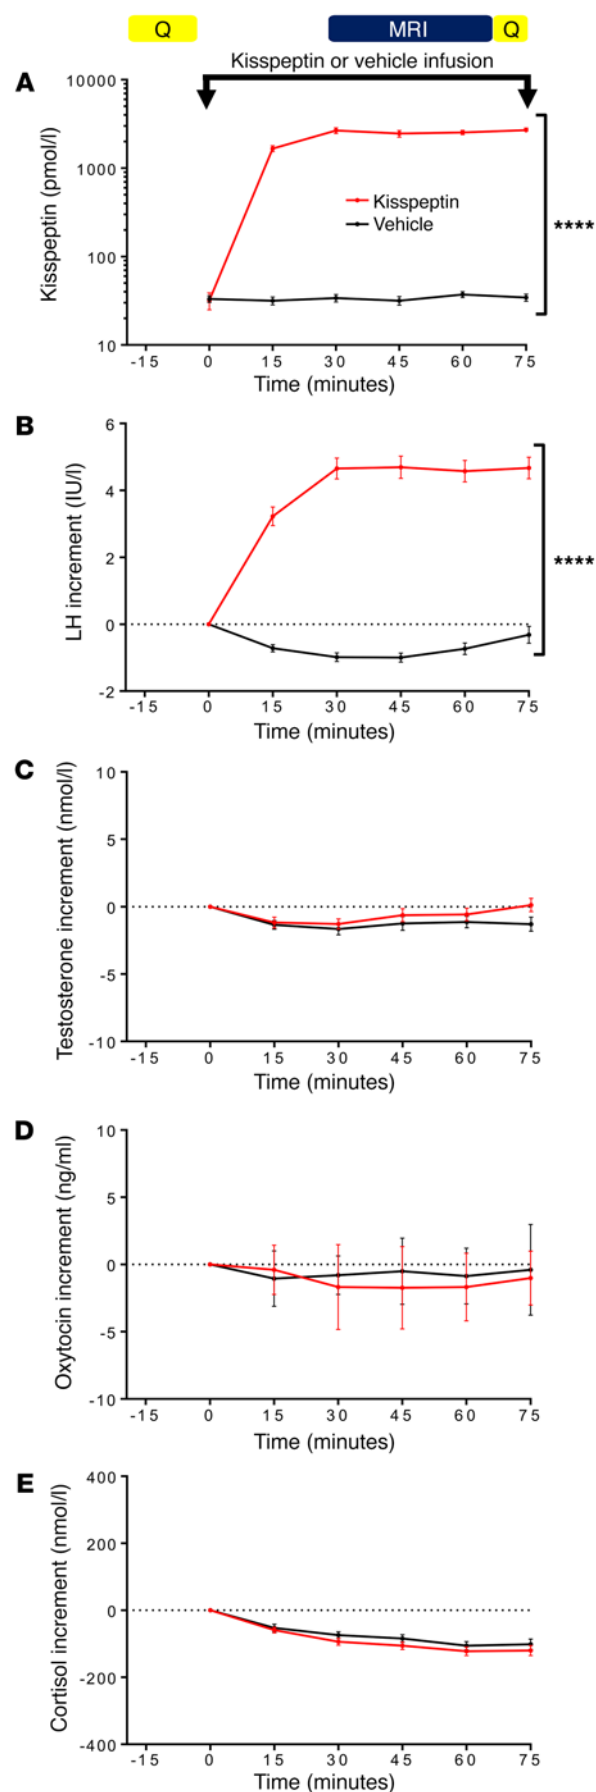 Q MRI Q
Kisspeptin or vehicle infusion
A
Kisspeptin (pmol/l)
10000
1000
100
10
Kisspeptin
Vehicle
****
-15 0 15 30 45 60 75
Time (minutes)
B
LH increment (IU/l)
6
4
2
0
-2
****
-15 0 15 30 45 60 75
Time (minutes)
C
Testosterone increment (nmol/l)
10
5
0
-5
-10
-15 0 15 30 45 60 75
Time (minutes)
D
Oxytocin increment (ng/ml)
10
5
0
-5
-10
-15 0 15 30 45 60 75
Time (minutes)
E
Cortisol increment (nmol/l)
400
200
0
-200
-400
-15 0 15 30 45 60 75
Time (minutes)